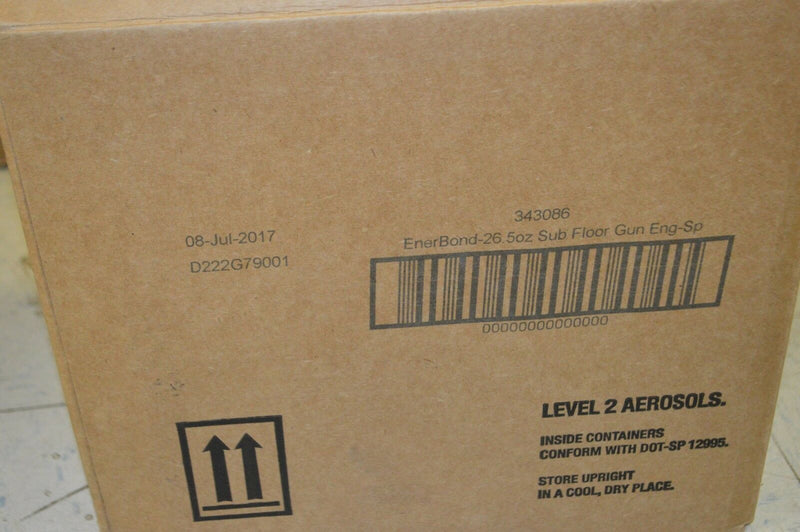 08-Jul-2017
D222G79001
343086
EnerBond-26.5oz Sub Floor Gun Eng-Sp
00000000000000
LEVEL 2 AEROSOLS.
INSIDE CONTAINERS
CONFORM WITH DOT-SP 12995.
STORE UPRIGHT
IN A COOL, DRY PLACE.